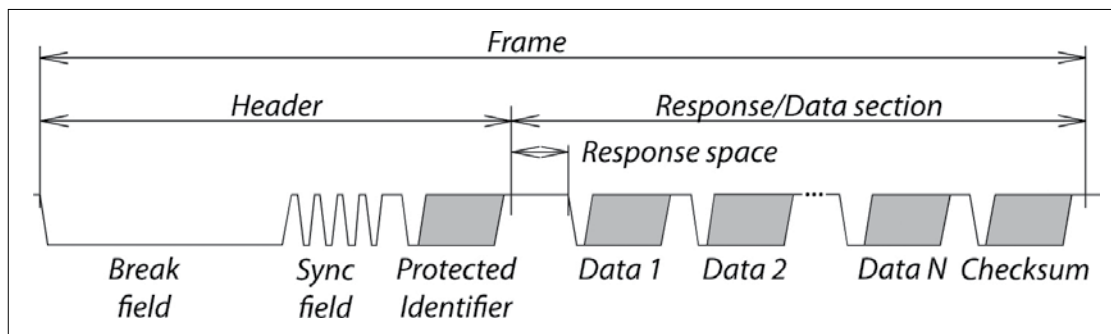 Frame
Header
Response/Data section
Response space
...
Break
field
Sync
field
Protected
Identifier
Data 1
Data 2
Data N
Checksum